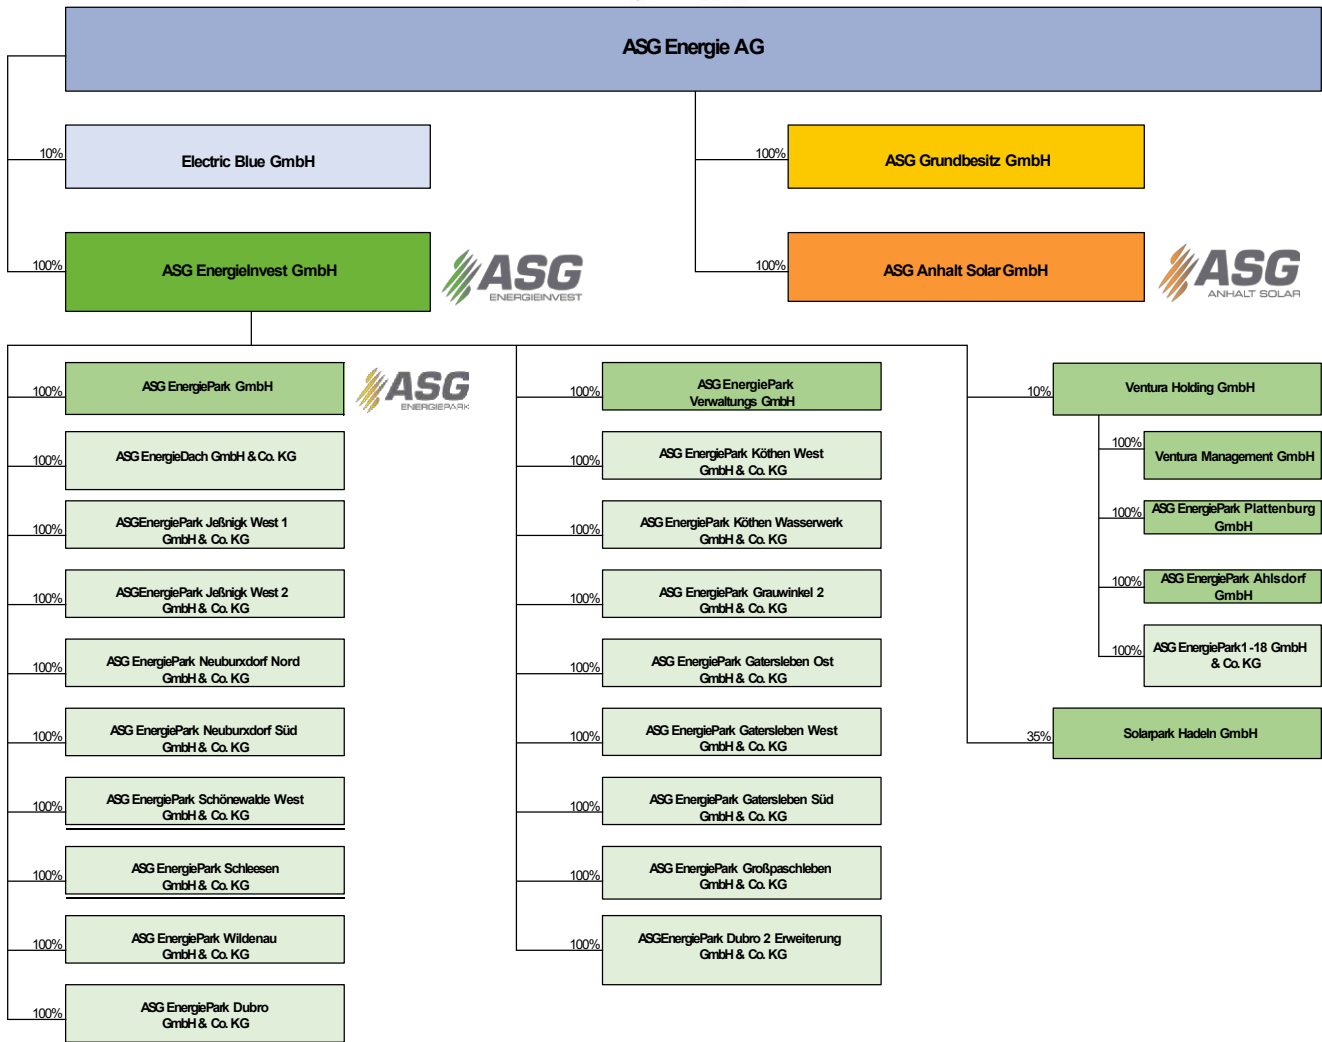 ASG Energie AG
10%
Electric Blue GmbH
100%
ASG Grundbesitz GmbH
100%
ASG EnergieInvest GmbH
ASG
ENERGIEINVEST
100%
ASG Anhalt Solar GmbH
ASG
ANHALT SOLAR
100%
ASG EnergiePark GmbH
ASG
ENERGIEPARK
100%
ASG EnergieDach GmbH & Co. KG
100%
ASGEnergiePark Jeßnigk West 1
GmbH & Co. KG
100%
ASGEnergiePark Jeßnigk West 2
GmbH & Co. KG
100%
ASG EnergiePark Neuburxdorf Nord
GmbH & Co. KG
100%
ASG EnergiePark Neuburxdorf Süd
GmbH & Co. KG
100%
ASG EnergiePark Schönewalde West
GmbH & Co. KG
100%
ASG EnergiePark Schleesen
GmbH & Co. KG
100%
ASG EnergiePark Wildenau
GmbH & Co. KG
100%
ASG EnergiePark Dubro
GmbH & Co. KG
100%
ASG EnergiePark
Verwaltungs GmbH
100%
ASG EnergiePark Köthen West
GmbH & Co. KG
100%
ASG EnergiePark Köthen Wasserwerk
GmbH & Co. KG
100%
ASG EnergiePark Grauwinkel 2
GmbH & Co. KG
100%
ASG EnergiePark Gatersleben Ost
GmbH & Co. KG
100%
ASG EnergiePark Gatersleben West
GmbH & Co. KG
100%
ASG EnergiePark Gatersleben Süd
GmbH & Co. KG
100%
ASG EnergiePark Großpaschleben
GmbH & Co. KG
100%
ASGEnergiePark Dubro 2 Erweiterung
GmbH & Co. KG
10%
Ventura Holding GmbH
100%
Ventura Management GmbH
100%
ASG EnergiePark Plattenburg
GmbH
100%
ASG EnergiePark Ahlsdorf
GmbH
100%
ASG EnergiePark1-18 GmbH
& Co. KG
35%
Solarpark Hadeln GmbH